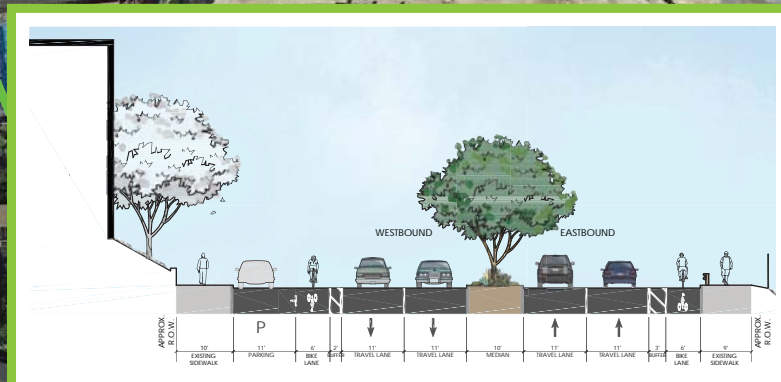 WESTBOUND
EASTBOUND
P
APPROX.
R.O.W.
10'
EXISTING
SIDEWALK
11'
PARKING
6'
BIKE
LANE
2'
BUFFER
11'
TRAVEL LANE
11'
TRAVEL LANE
10'
MEDIAN
11'
TRAVEL LANE
11'
TRAVEL LANE
3'
BUFFER
6'
BIKE
LANE
9'
EXISTING
SIDEWALK
APPROX.
R.O.W.